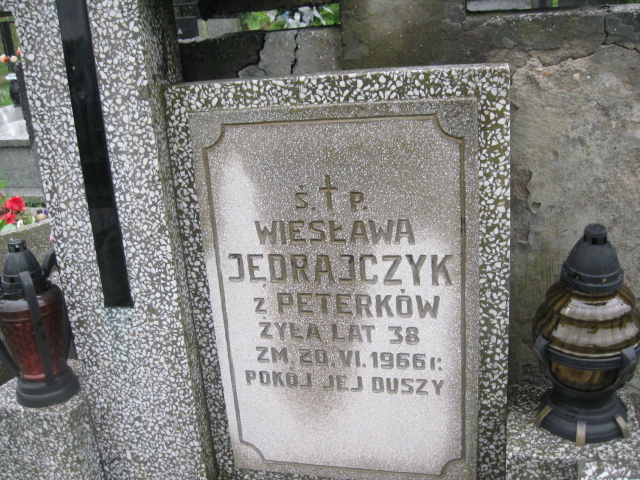 Ś. † P.
WIESŁAWA
JĘDRAJCZYK
Z PETERKÓW
ŻYŁA LAT 38
ZM. 20. VI. 1966 r.
POKÓJ JEJ DUSZY